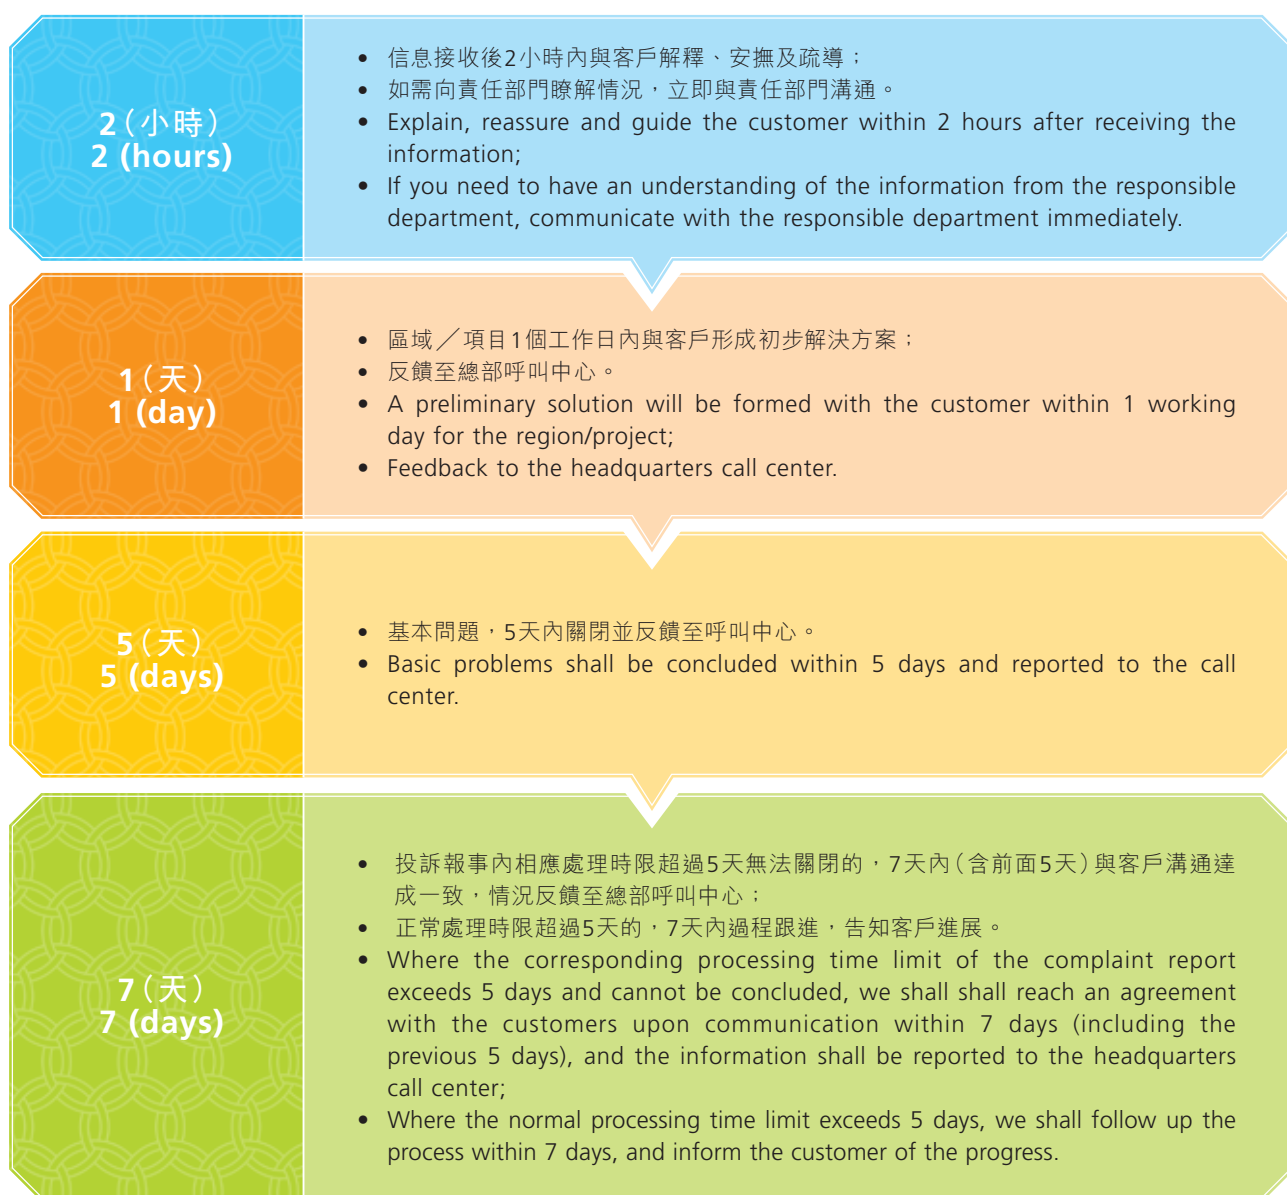 2（小時）
2 (hours)
• 信息接收後2小時內與客戶解釋、安撫及疏導；
• 如需向責任部門瞭解情況，立即與責任部門溝通。
• Explain, reassure and guide the customer within 2 hours after receiving the
information;
• If you need to have an understanding of the information from the responsible
department, communicate with the responsible department immediately.
1（天）
1 (day)
• 區域／項目1個工作日內與客戶形成初步解決方案；
• 反饋至總部呼叫中心。
• A preliminary solution will be formed with the customer within 1 working
day for the region/project;
• Feedback to the headquarters call center.
5（天）
5 (days)
• 基本問題，5天內關閉並反饋至呼叫中心。
• Basic problems shall be concluded within 5 days and reported to the call
center.
7（天）
7 (days)
• 投訴報事內相應處理時限超過5天無法關閉的，7天內（含前面5天）與客戶溝通達
成一致，情況反饋至總部呼叫中心；
• 正常處理時限超過5天的，7天內過程跟進，告知客戶進展。
• Where the corresponding processing time limit of the complaint report
exceeds 5 days and cannot be concluded, we shall shall reach an agreement
with the customers upon communication within 7 days (including the
previous 5 days), and the information shall be reported to the headquarters
call center;
• Where the normal processing time limit exceeds 5 days, we shall follow up the
process within 7 days, and inform the customer of the progress.